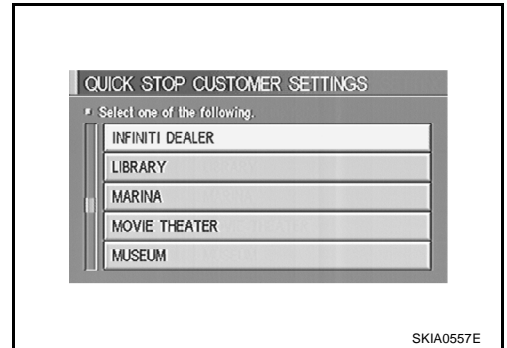 QUICK STOP CUSTOMER SETTINGS
Select one of the following.
INFINITI DEALER
LIBRARY
MARINA
MOVIE THEATER
MUSEUM
SKIA0557E